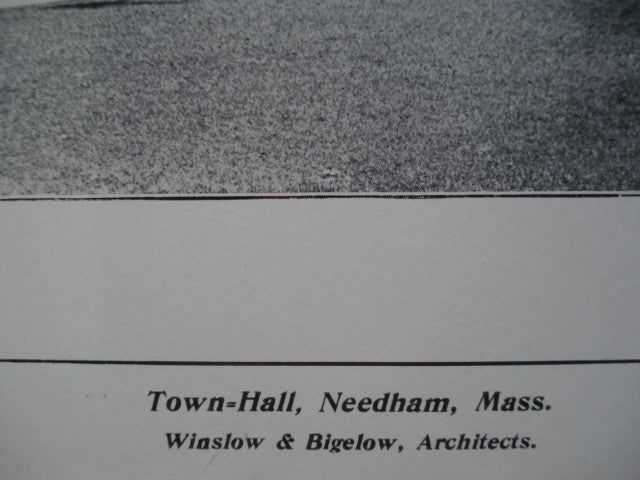 Town-Hall, Needham, Mass.
Winslow & Bigelow, Architects.